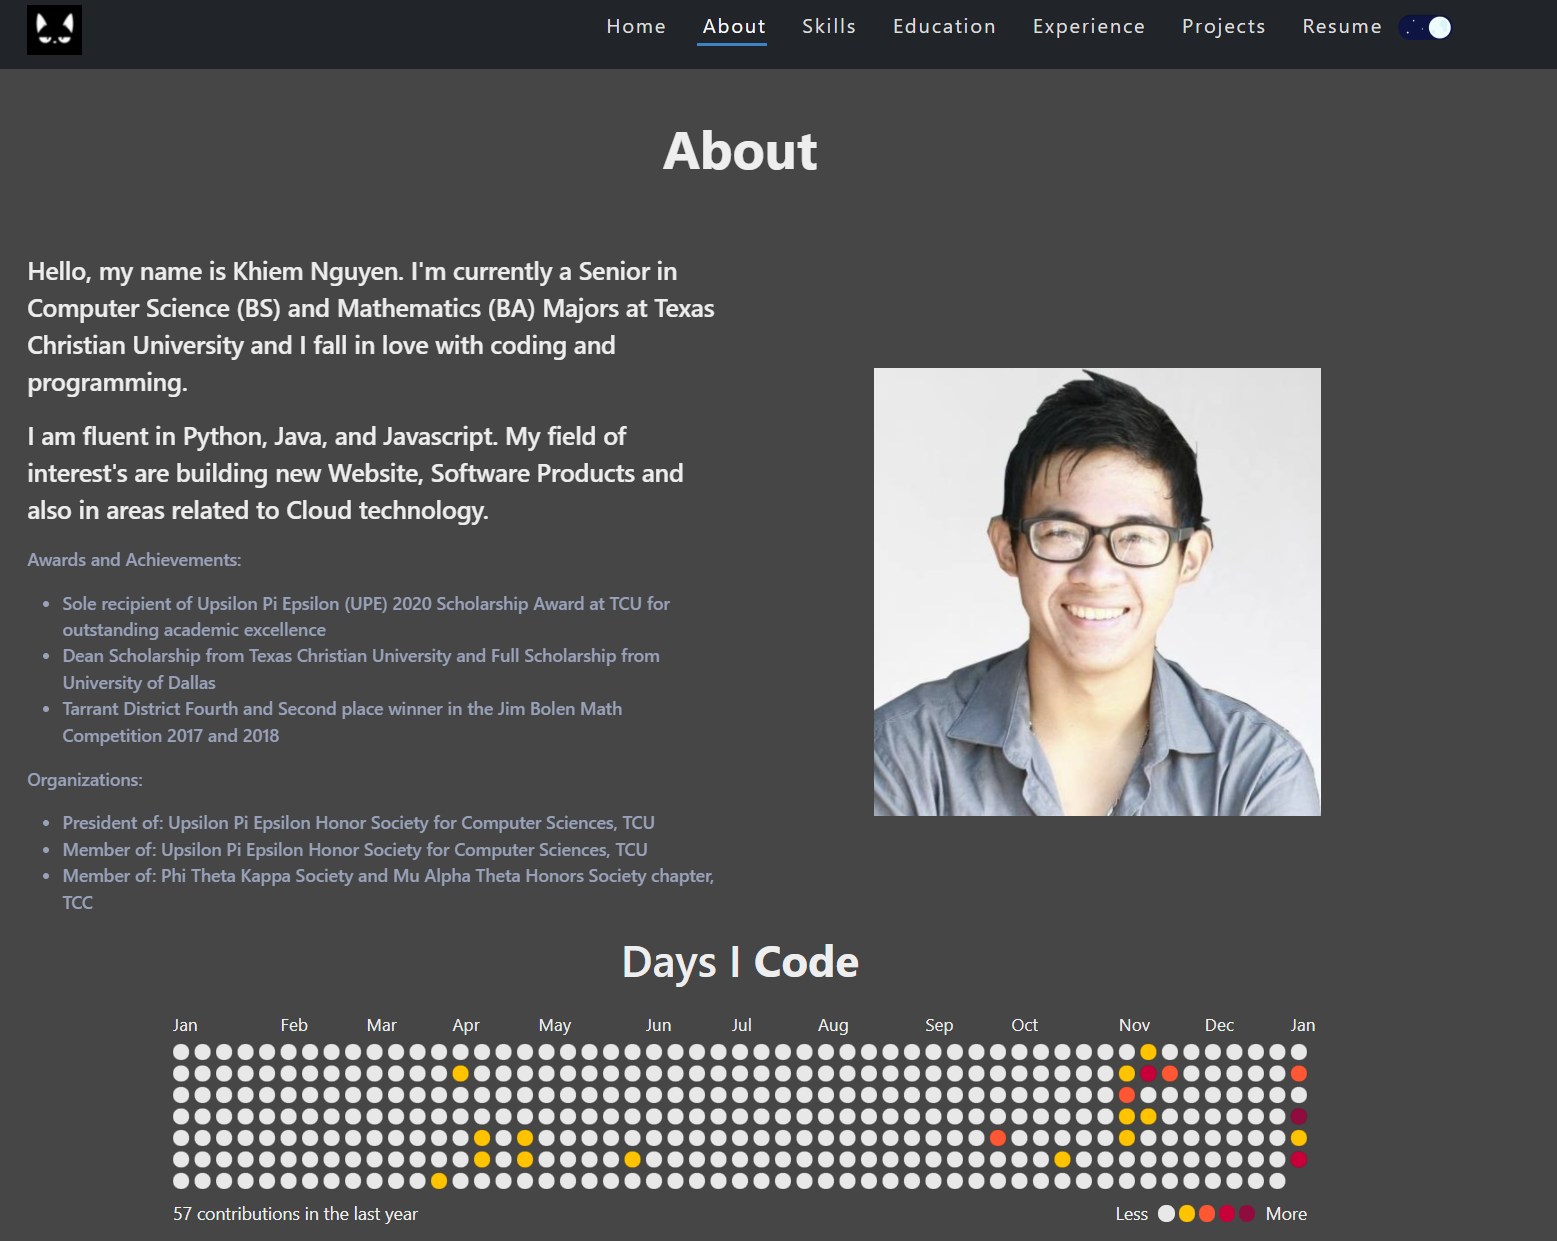 Home About Skills Education Experience Projects Resume
About
Hello, my name is Khiem Nguyen. I'm currently a Senior in
Computer Science (BS) and Mathematics (BA) Majors at Texas
Christian University and I fall in love with coding and
programming.
I am fluent in Python, Java, and Javascript. My field of
interest's are building new Website, Software Products and
also in areas related to Cloud technology.
Awards and Achievements:
• Sole recipient of Upsilon Pi Epsilon (UPE) 2020 Scholarship Award at TCU for
outstanding academic excellence
• Dean Scholarship from Texas Christian University and Full Scholarship from
University of Dallas
• Tarrant District Fourth and Second place winner in the Jim Bolen Math
Competition 2017 and 2018
Organizations:
• President of: Upsilon Pi Epsilon Honor Society for Computer Sciences, TCU
• Member of: Upsilon Pi Epsilon Honor Society for Computer Sciences, TCU
• Member of: Phi Theta Kappa Society and Mu Alpha Theta Honors Society chapter,
TCC
Days I Code
Jan Feb Mar Apr May Jun Jul Aug Sep Oct Nov Dec Jan
57 contributions in the last year
Less More